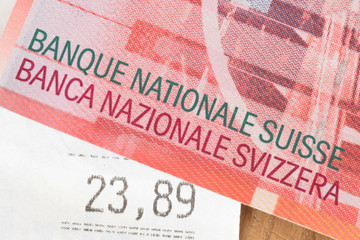 BANQUE NATIONALE SUISSE
BANCA NAZIONALE SVIZZERA
23,89